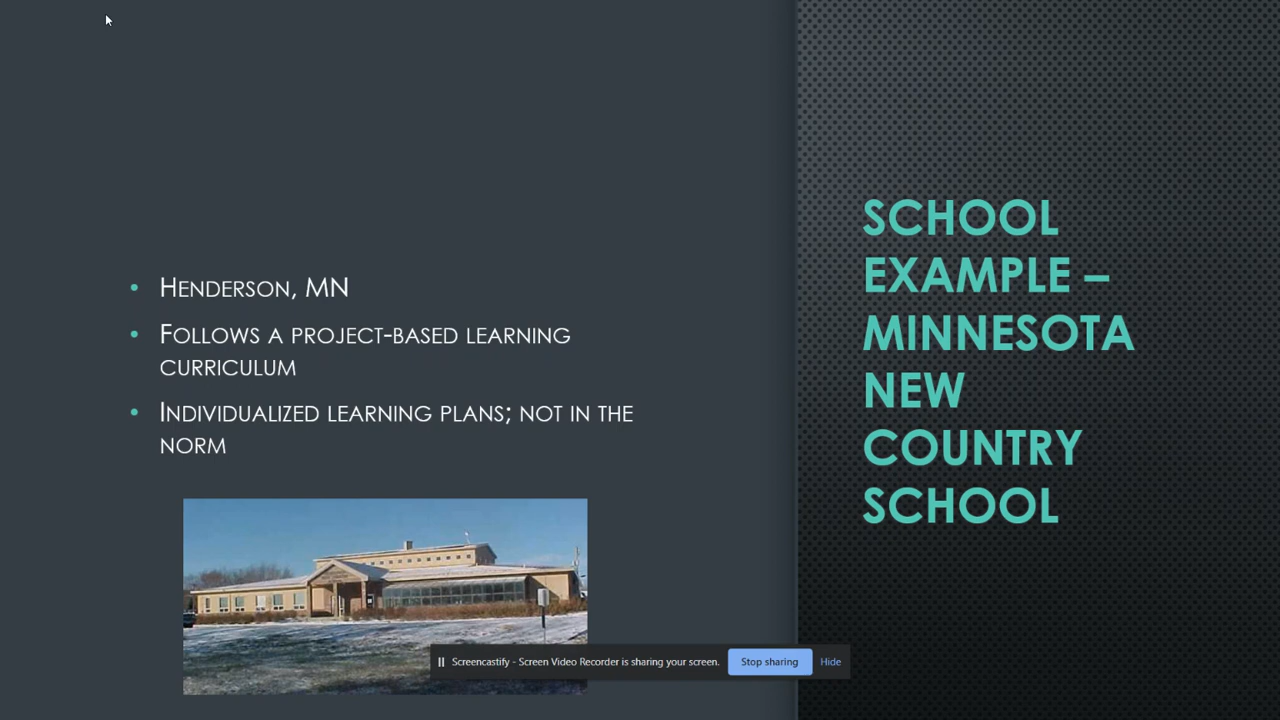 Henderson, MN
Follows a project-based learning
curriculum
Individualized learning plans; not in the
norm
SCHOOL
EXAMPLE –
MINNESOTA
NEW
COUNTRY
SCHOOL
Screencastify - Screen Video Recorder is sharing your screen. Stop sharing Hide